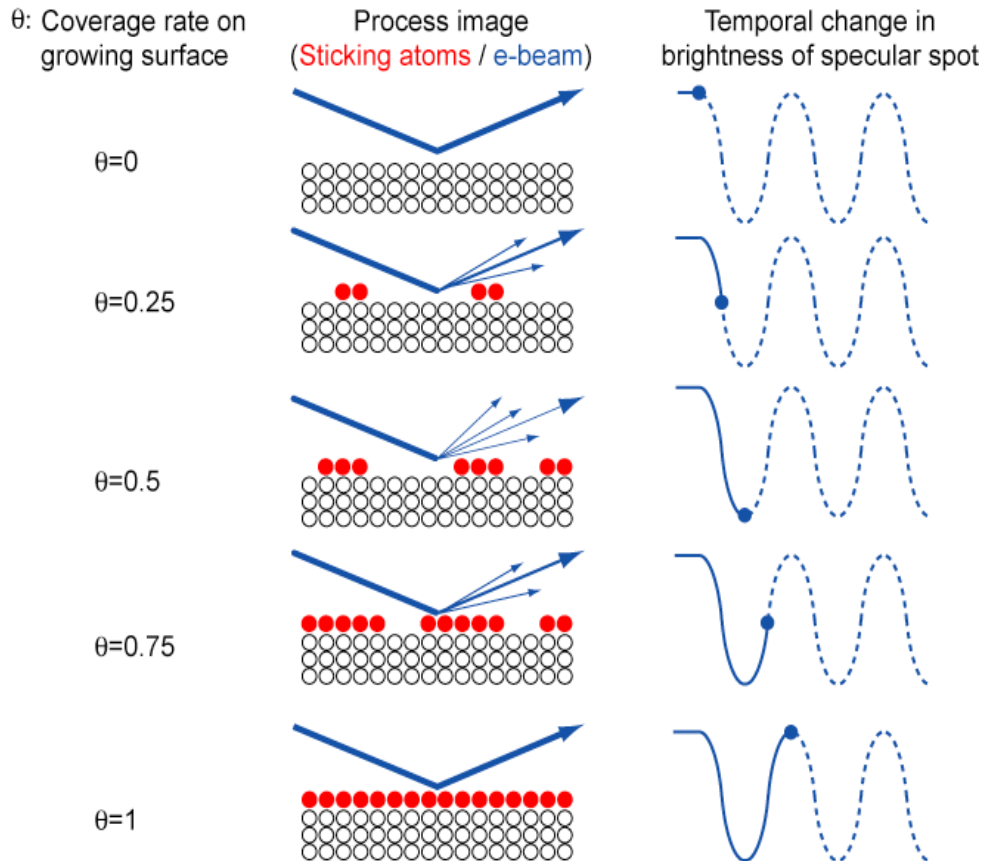 θ: Coverage rate on
growing surface
Process image
(Sticking atoms / e-beam)
Temporal change in
brightness of specular spot
θ=0
θ=0.25
θ=0.5
θ=0.75
θ=1